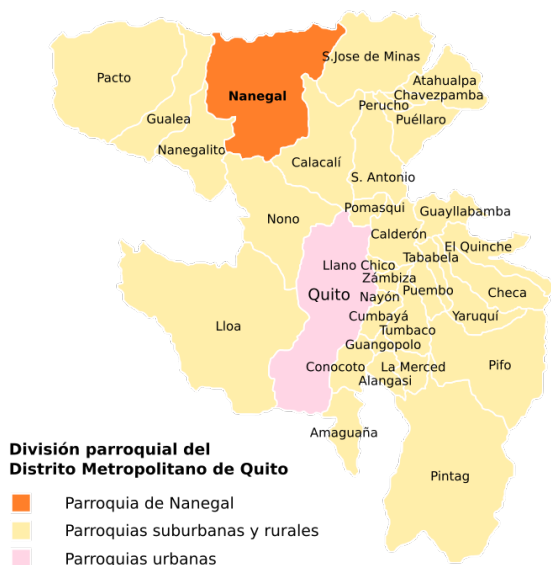 S.Jose de Minas
Pacto
Atahualpa
Nanegal
Chavezpamba
Perucho
Gualea
Puéllaro
Nanegalito
Calacalí
S. Antonio
Pomasqui
Guayllabamba
Nono
Calderón
El Quinche
Tababela
Llano Chico
Zámbiza
Quito
Nayón
Puembo
Checa
Cumbayá
Yaruquí
Lloa
Tumbaco
Guangopolo
Conocoto
La Merced
Pifo
Alangasi
Amaguaña
División parroquial del
Distrito Metropolitano de Quito
Pintag
Parroquia de Nanegal
Parroquias suburbanas y rurales
Parroquias urbanas